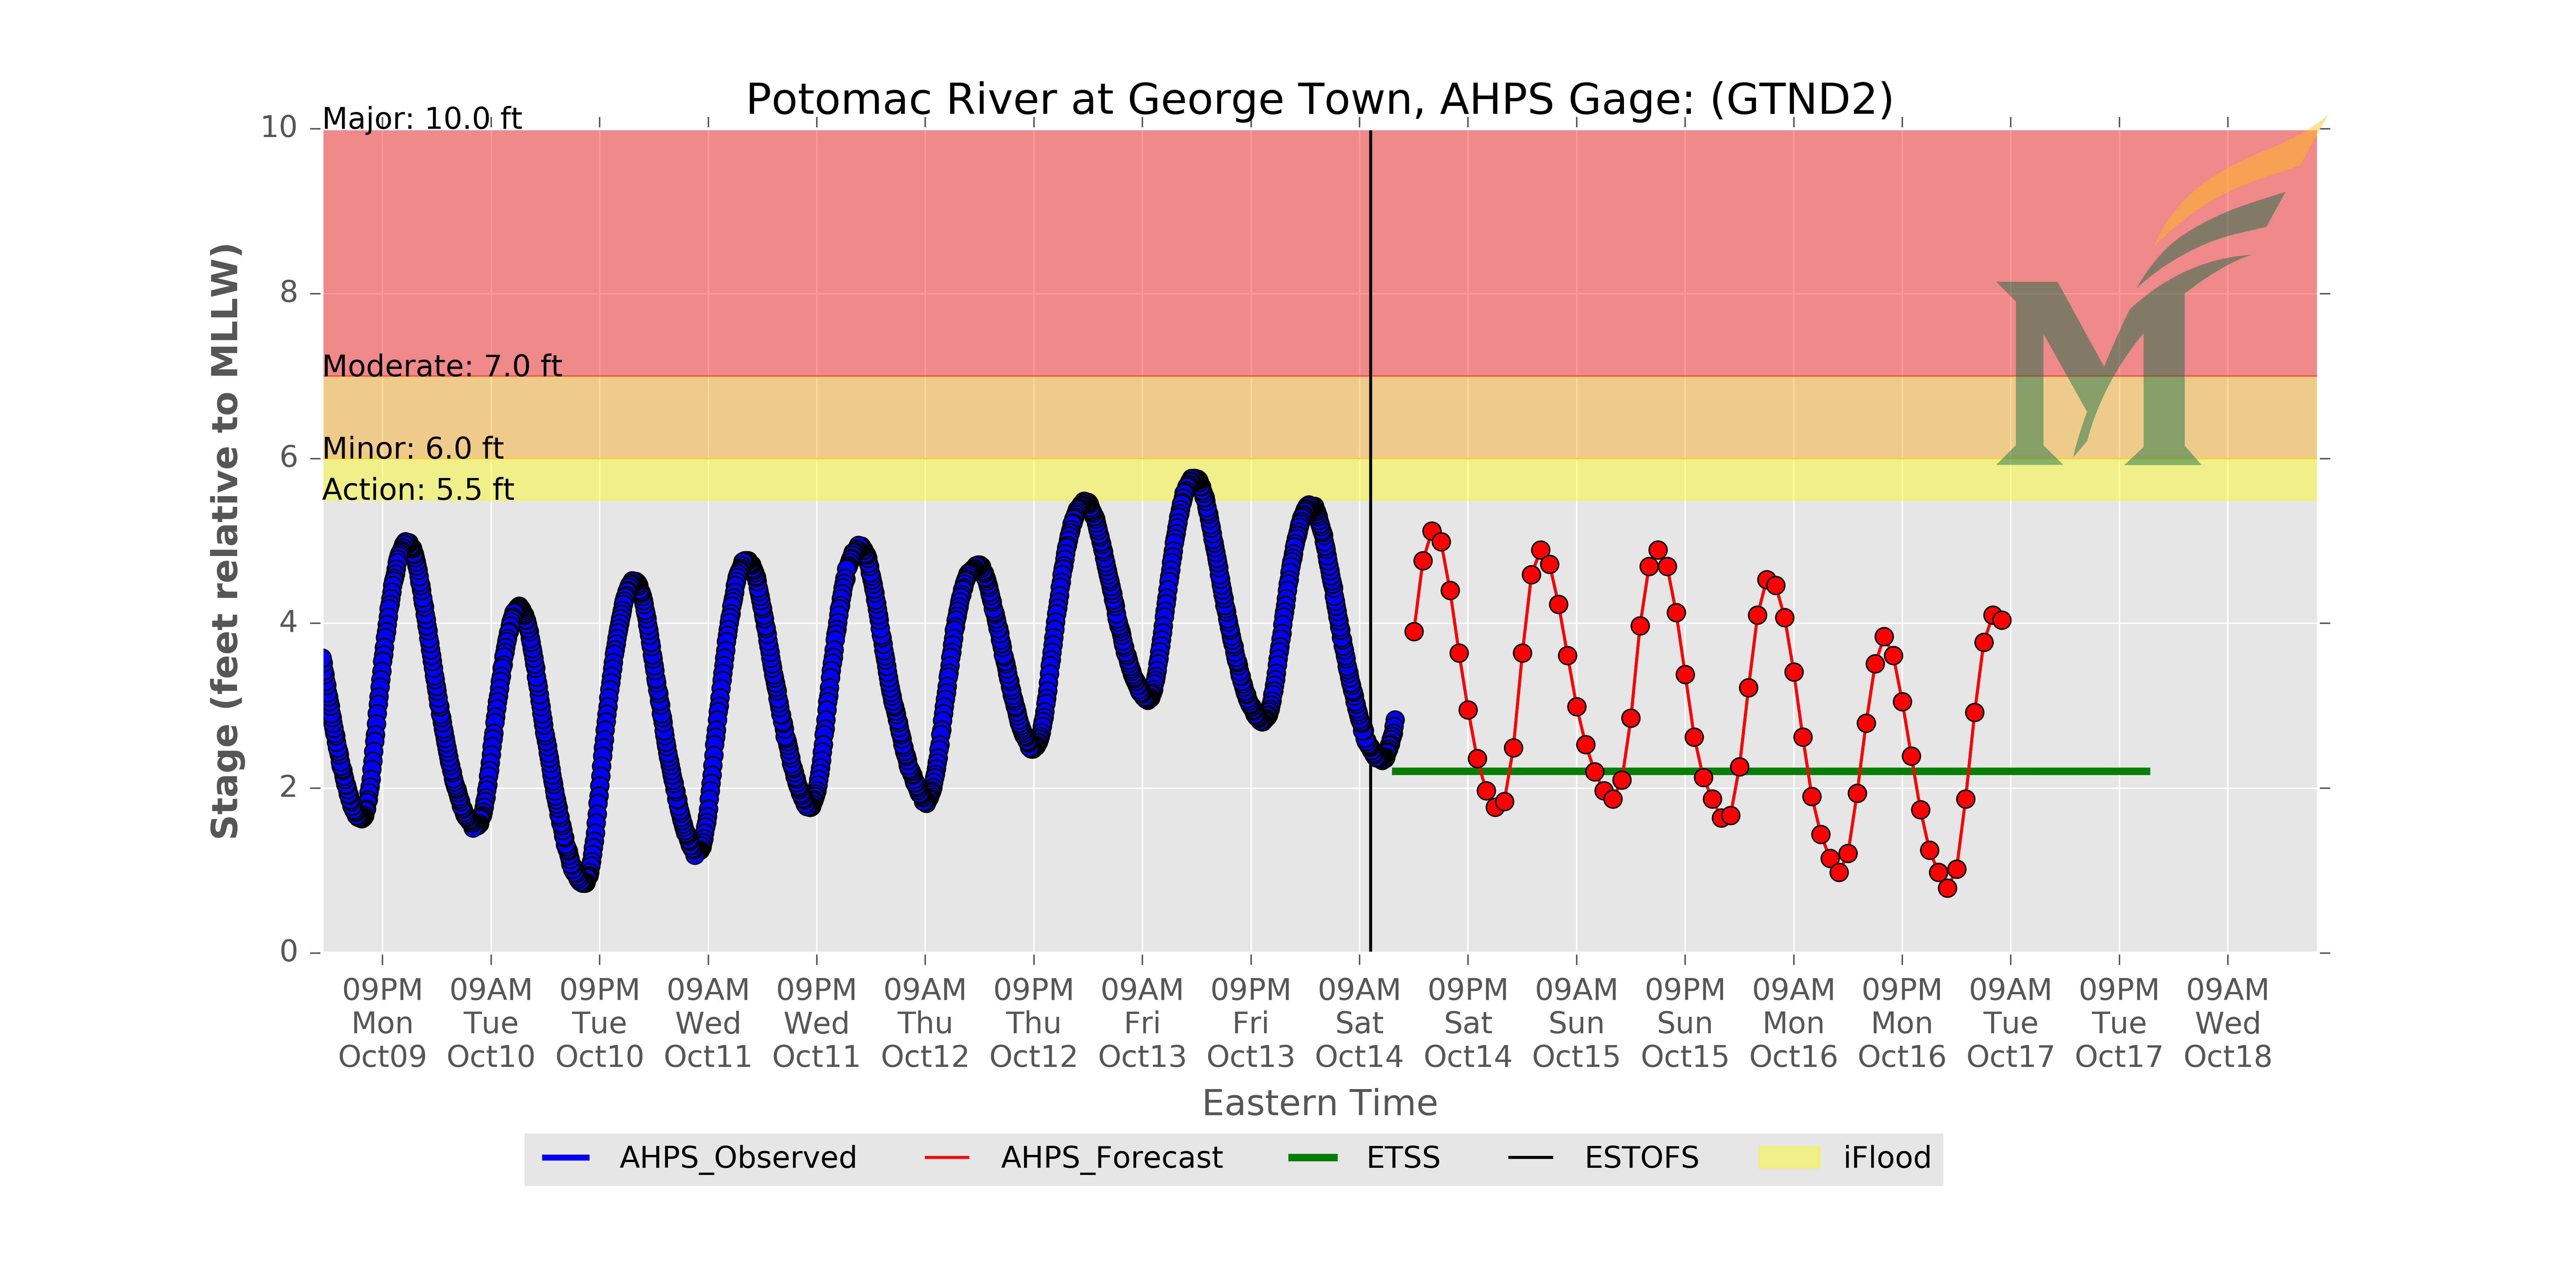 Potomac River at George Town, AHPS Gage: (GTND2)
Major: 10.0 ft
Moderate: 7.0 ft
Minor: 6.0 ft
Action: 5.5 ft
10
8
6
4
2
0
Stage (feet relative to MLLW)
09PM 09AM 09PM 09AM 09PM 09AM 09PM 09AM 09PM 09AM 09PM 09AM 09PM 09AM 09PM 09AM 09PM 09AM
Mon Tue Tue Wed Wed Thu Thu Fri Fri Sat Sat Sun Sun Mon Mon Tue Tue Wed
Oct09 Oct10 Oct10 Oct11 Oct11 Oct12 Oct12 Oct13 Oct13 Oct14 Oct14 Oct15 Oct15 Oct16 Oct16 Oct17 Oct17 Oct18
Eastern Time
AHPS_Observed AHPS_Forecast ETSS ESTOFS iFlood
M